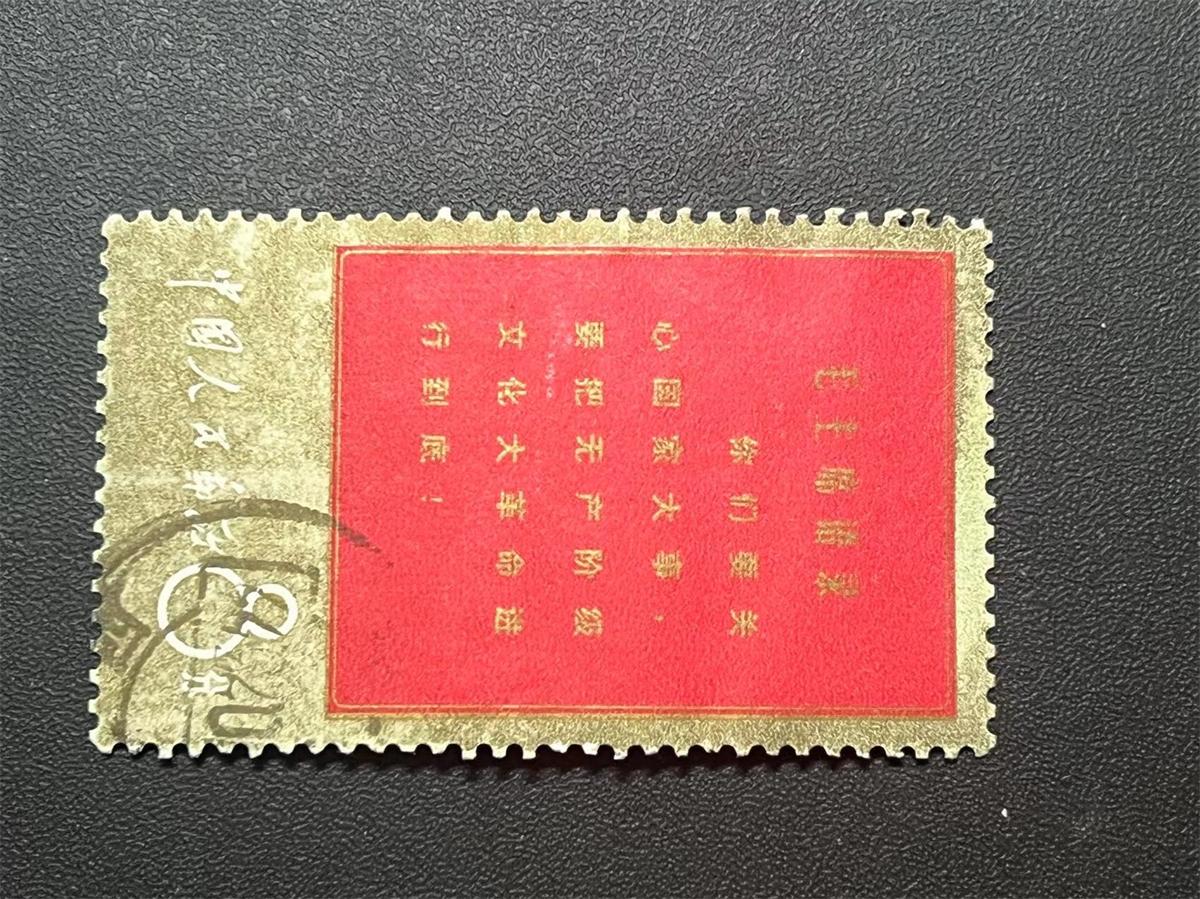 毛主席语录
你们要关
心国家大事，
要把无产阶级
文化大革命进
行到底！
中国人民邮政
8分